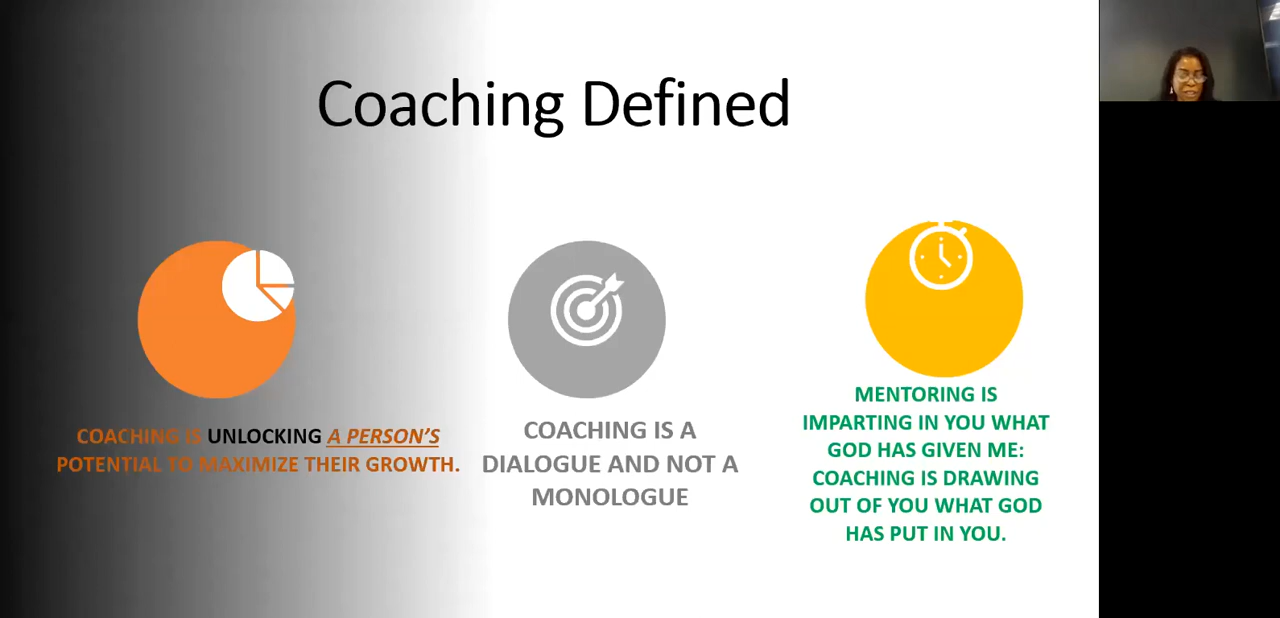 Coaching Defined
COACHING IS UNLOCKING A PERSON'S
POTENTIAL TO MAXIMIZE THEIR GROWTH.
COACHING IS A
DIALOGUE AND NOT A
MONOLOGUE
MENTORING IS
IMPARTING IN YOU WHAT
GOD HAS GIVEN ME:
COACHING IS DRAWING
OUT OF YOU WHAT GOD
HAS PUT IN YOU.